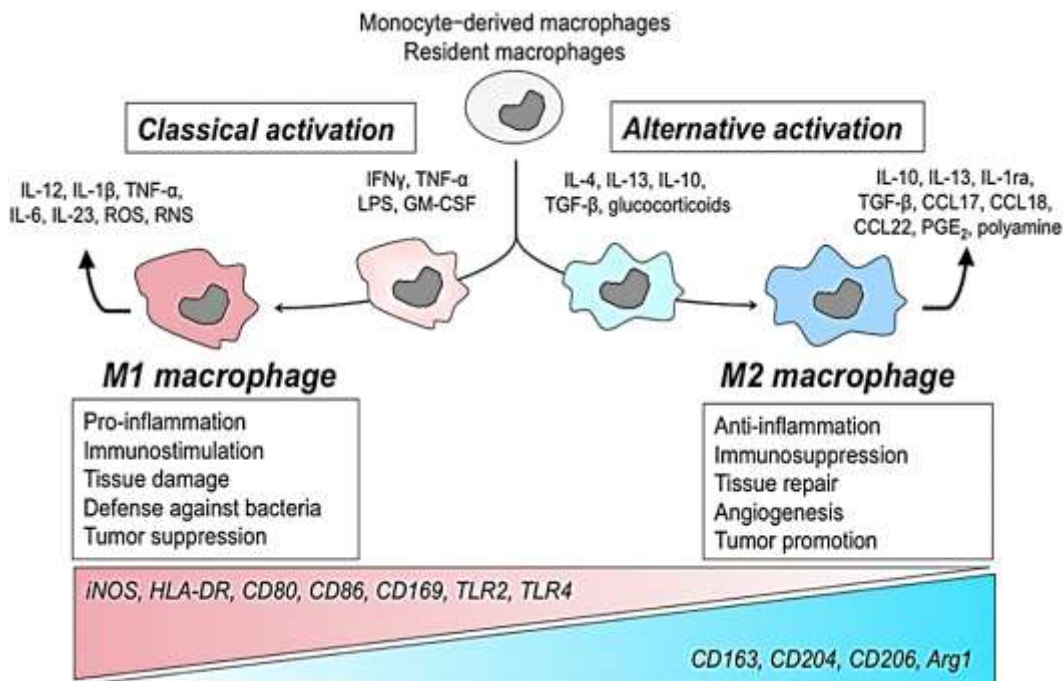 Monocyte-derived macrophages
Resident macrophages
Classical activation
Alternative activation
IL-12, IL-1β, TNF-α,
IL-6, IL-23, ROS, RNS
IFNγ, TNF-α
LPS, GM-CSF
IL-4, IL-13, IL-10,
TGF-β, glucocorticoids
IL-10, IL-13, IL-1ra,
TGF-β, CCL17, CCL18,
CCL22, PGE₂, polyamine
M1 macrophage
Pro-inflammation
Immunostimulation
Tissue damage
Defense against bacteria
Tumor suppression
M2 macrophage
Anti-inflammation
Immunosuppression
Tissue repair
Angiogenesis
Tumor promotion
iNOS, HLA-DR, CD80, CD86, CD169, TLR2, TLR4
CD163, CD204, CD206, Arg1